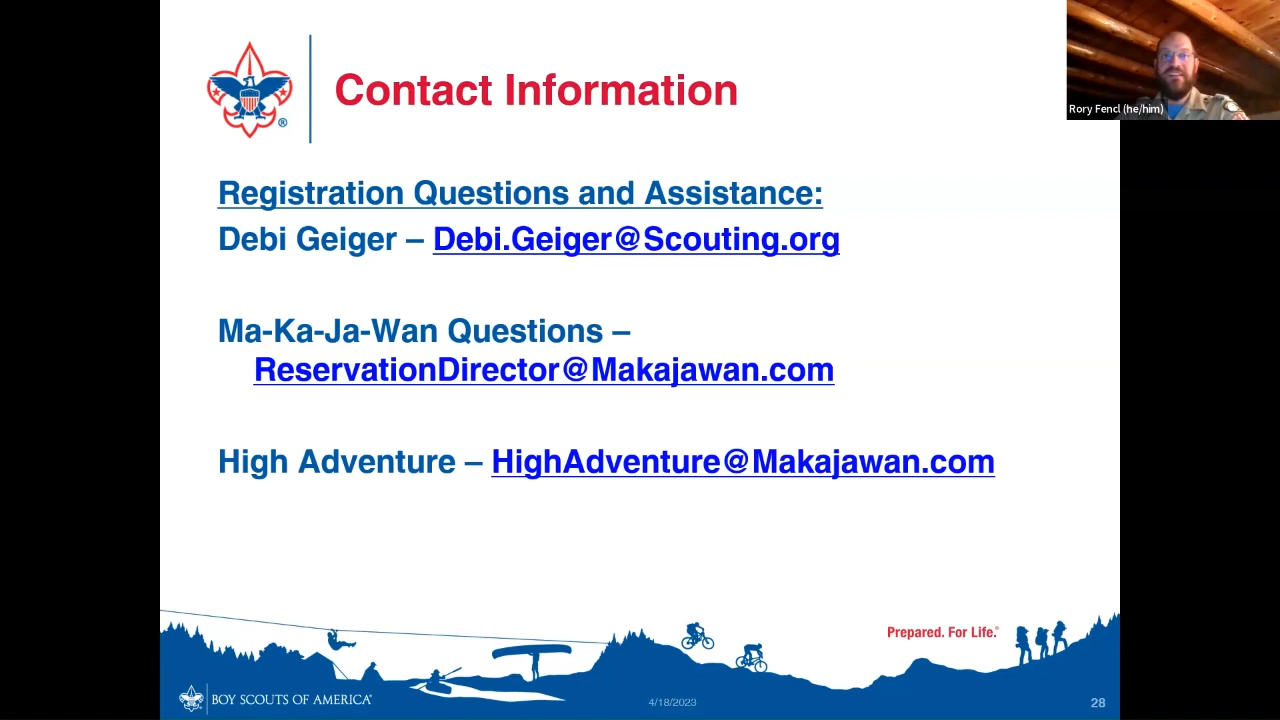 Contact Information
Rory Fencl (he/him)
Registration Questions and Assistance:
Debi Geiger – Debi.Geiger@Scouting.org
Ma-Ka-Ja-Wan Questions –
ReservationDirector@Makajawan.com
High Adventure – HighAdventure@Makajawan.com
Prepared. For Life.®
BOY SCOUTS OF AMERICA®
4/18/2023
28